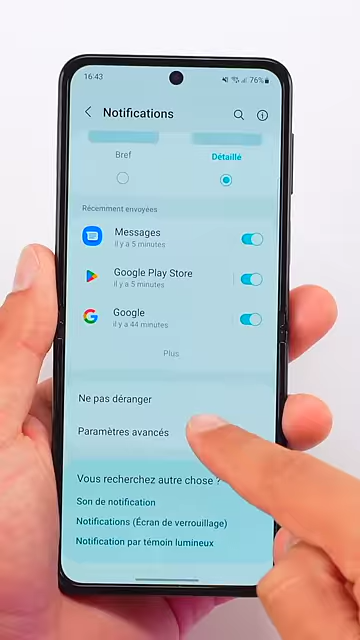 16:43
76%
Notifications
Bref
Détaillé
Récemment envoyées
Messages
il y a 5 minutes
Google Play Store
il y a 5 minutes
Google
il y a 44 minutes
Plus
Ne pas déranger
Paramètres avancés
Vous recherchez autre chose ?
Son de notification
Notifications (Écran de verrouillage)
Notification par témoin lumineux